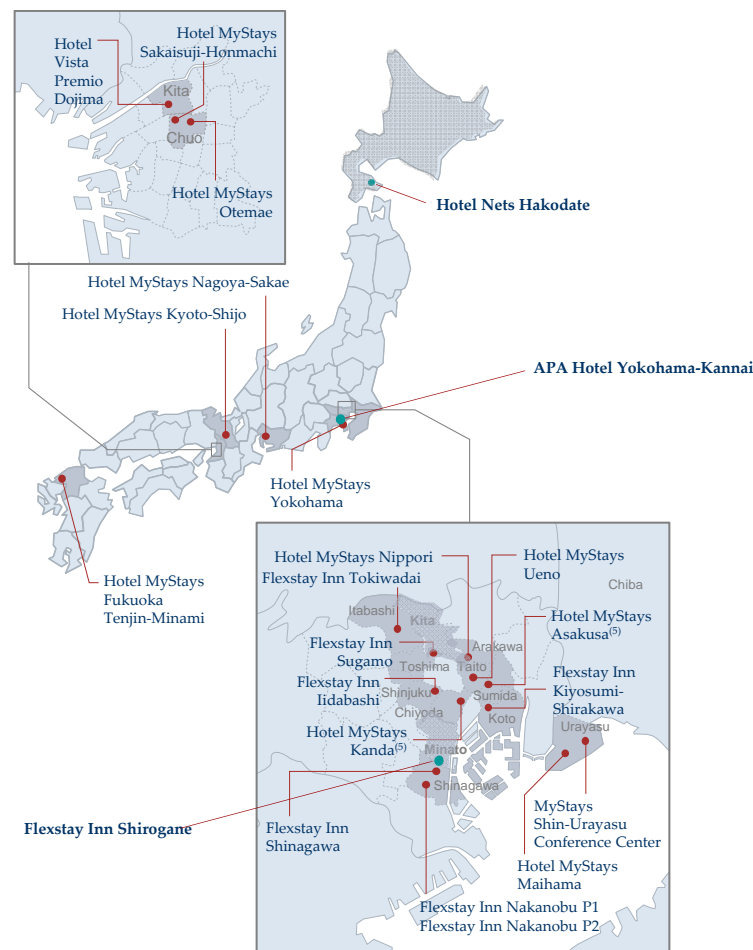 Hotel
Vista
Premio
Dojima
Hotel MyStays
Sakaisuji-Honmachi
Kita
Chuo
Hotel MyStays
Otemae
Hotel Nets Hakodate
Hotel MyStays Nagoya-Sakae
Hotel MyStays Kyoto-Shijo
APA Hotel Yokohama-Kannai
Hotel MyStays
Yokohama
Hotel MyStays
Fukuoka
Tenjin-Minami
Hotel MyStays Nippori
Flexstay Inn Tokiwadai
Hotel MyStays
Ueno
Chiba
Itabashi
Kita
Hotel MyStays
Asakusa(5)
Arakawa
Flexstay Inn
Sugamo
Toshima
Taito
Flexstay Inn
Iidabashi
Shinjuku
Sumida
Flexstay Inn
Kiyosumi-
Shirakawa
Chiyoda
Koto
Urayasu
Hotel MyStays
Kanda(5)
Minato
Shinagawa
Flexstay Inn Shirogane
Flexstay Inn
Shinagawa
MyStays
Shin-Urayasu
Conference Center
Hotel MyStays
Maihama
Flexstay Inn Nakanobu P1
Flexstay Inn Nakanobu P2